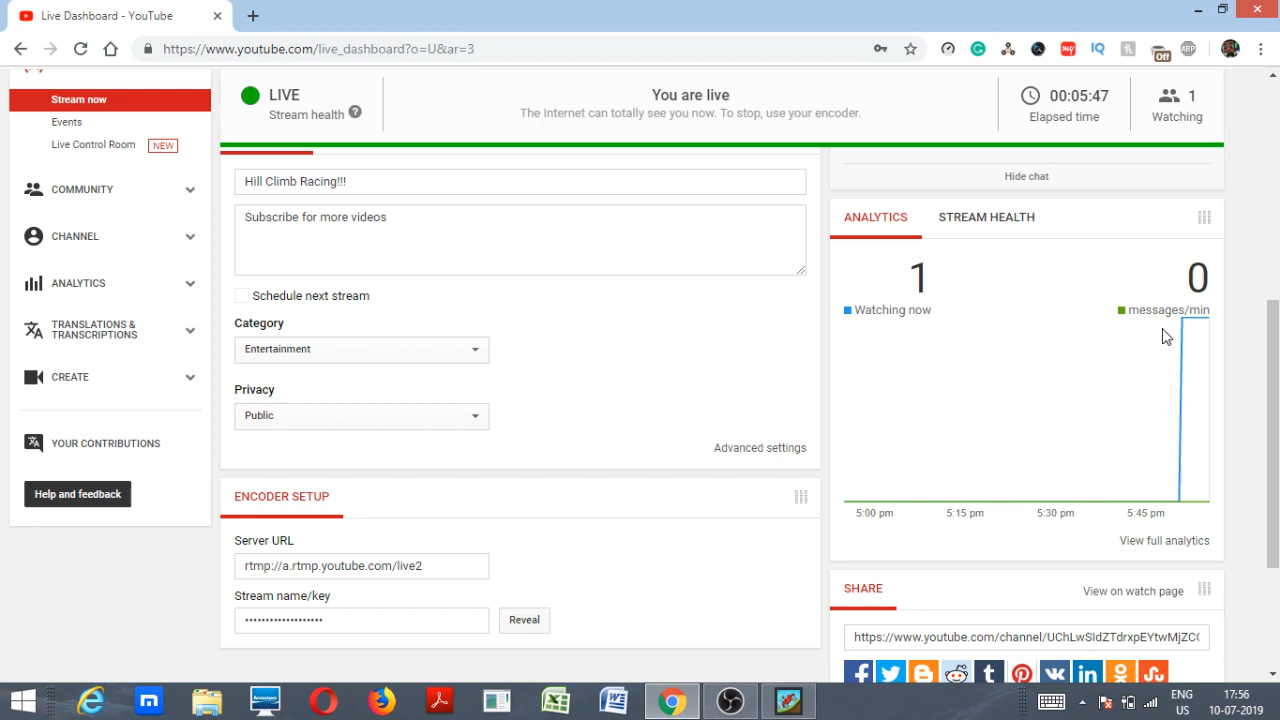 Live Dashboard - YouTube
https://www.youtube.com/live_dashboard?o=U&ar=3
my
IQ
Off
ABP
Stream now
Events
Live Control Room NEW
COMMUNITY
CHANNEL
ANALYTICS
TRANSLATIONS &
TRANSCRIPTIONS
CREATE
YOUR CONTRIBUTIONS
Help and feedback
LIVE
Stream health ?
You are live
The Internet can totally see you now. To stop, use your encoder.
00:05:47
Elapsed time
1
Watching
Hill Climb Racing!!!
Subscribe for more videos
Schedule next stream
Category
Entertainment
Privacy
Public
Advanced settings
ENCODER SETUP
Server URL
rtmp://a.rtmp.youtube.com/live2
Stream name/key
•••••••••••••••••••
Reveal
Hide chat
ANALYTICS STREAM HEALTH
1 0
Watching now messages/min
5:00 pm 5:15 pm 5:30 pm 5:45 pm
View full analytics
SHARE
View on watch page
https://www.youtube.com/channel/UChLwSIdZTdrxpEYtwMjZC
ENG
US
17:56
10-07-2019